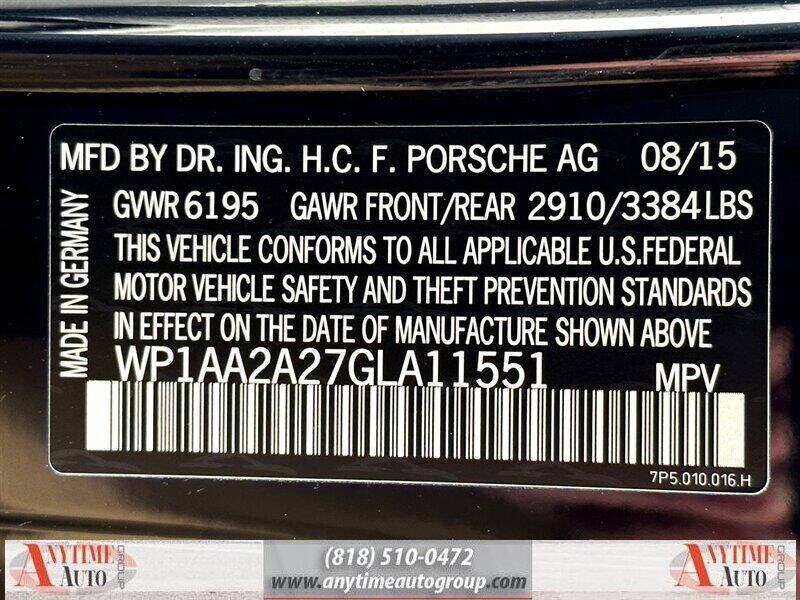 MFD BY DR. ING. H.C. F. PORSCHE AG 08/15
GVWR 6195 GAWR FRONT/REAR 2910/3384 LBS
THIS VEHICLE CONFORMS TO ALL APPLICABLE U.S.FEDERAL
MOTOR VEHICLE SAFETY AND THEFT PREVENTION STANDARDS
IN EFFECT ON THE DATE OF MANUFACTURE SHOWN ABOVE
WP1AA2A27GLA11551 MPV
MADE IN GERMANY
7P5.010.016.H
ANYTIME
AUTO
GROUP
(818) 510-0472
www.anytimeautogroup.com
ANYTIME
AUTO
GROUP